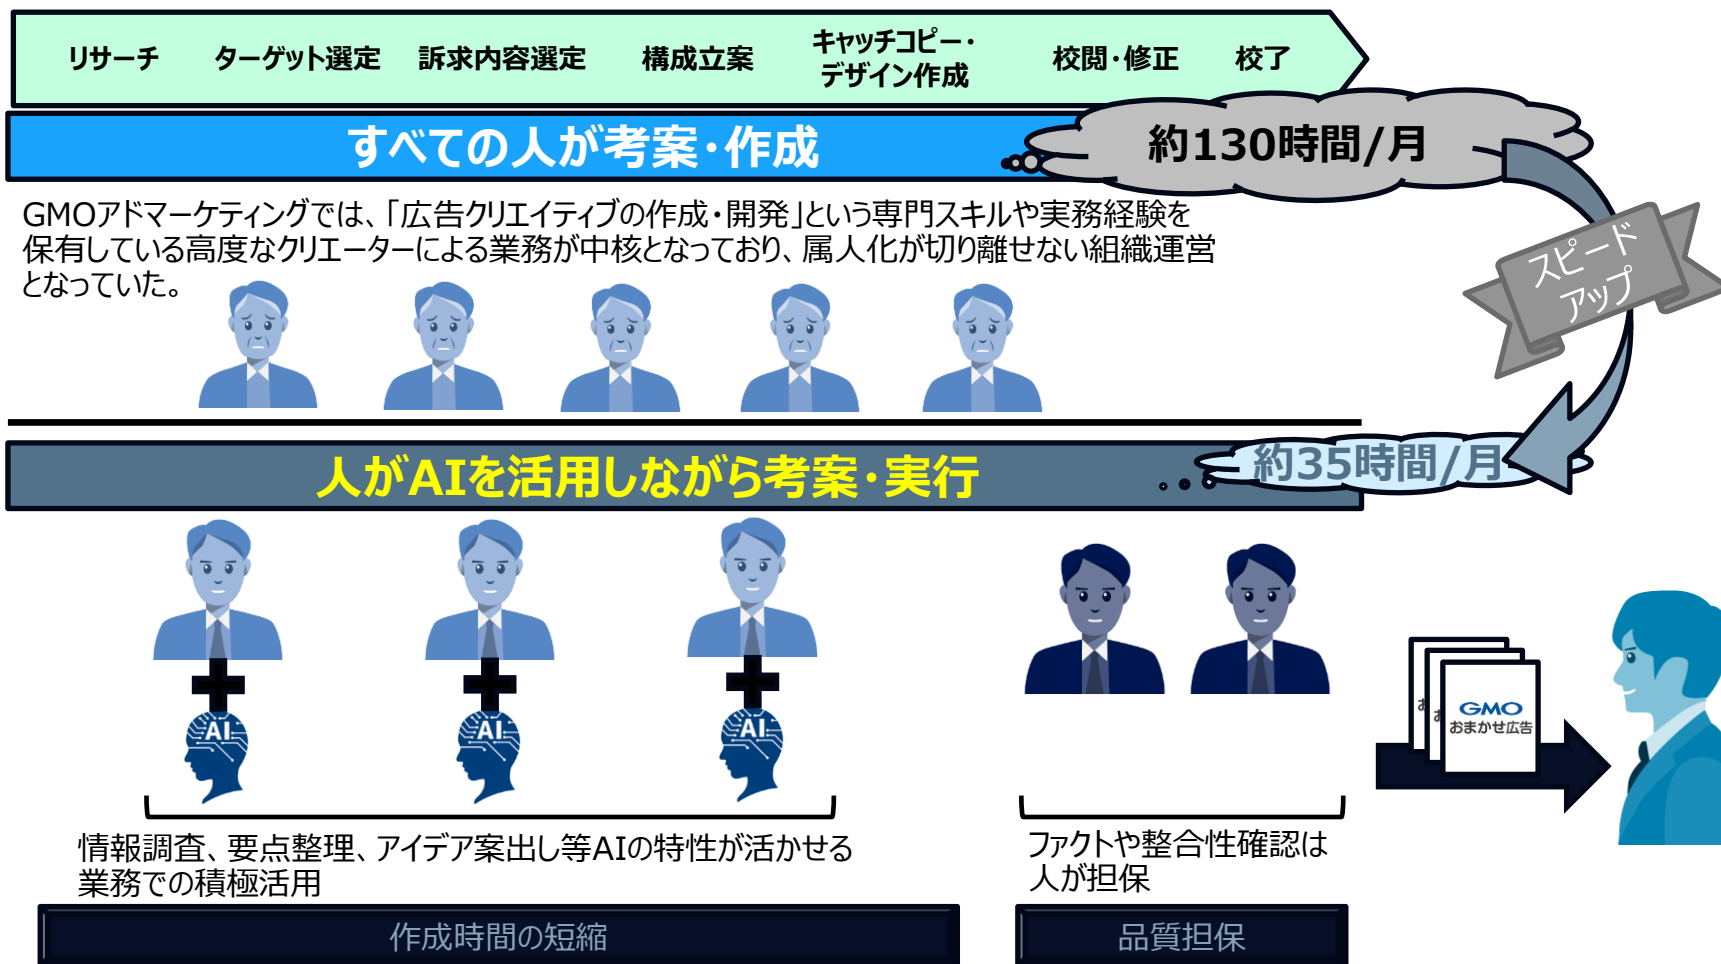 リサーチ
ターゲット選定
訴求内容選定
構成立案
キャッチコピー・
デザイン作成
校閲・修正
校了
すべての人が考案・作成
約130時間/月
GMOアドマーケティングでは、「広告クリエイティブの作成・開発」という専門スキルや実務経験を
保有している高度なクリエーターによる業務が中核となっており、属人化が切り離せない組織運営
となっていた。
スピード
アップ
人がAIを活用しながら考案・実行
約35時間/月
AI
AI
AI
お
お
GMO
おまかせ広告
情報調査、要点整理、アイデア案出し等AIの特性が活かせる
業務での積極活用
ファクトや整合性確認は
人が担保
作成時間の短縮
品質担保